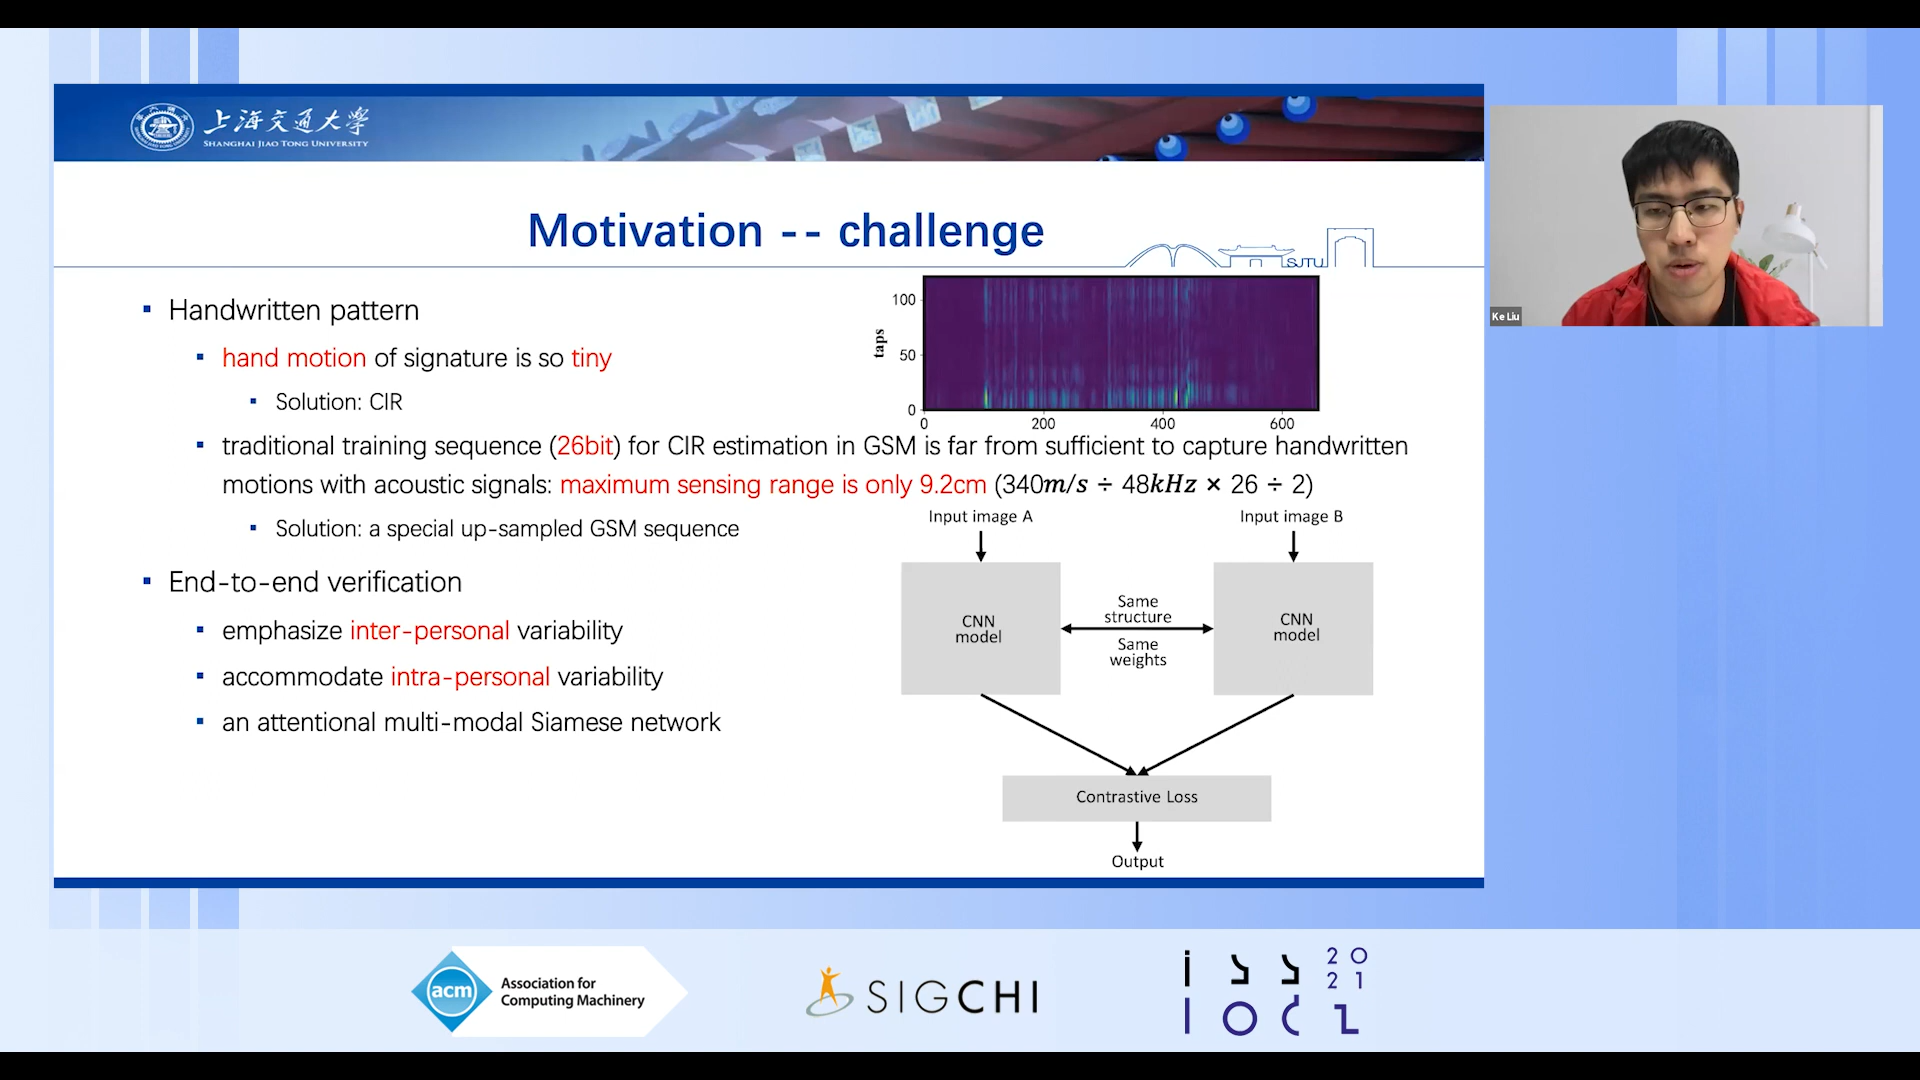 上海交通大学
SHANGHAI JIAO TONG UNIVERSITY
Motivation -- challenge
SJTU
▪ Handwritten pattern
▪ hand motion of signature is so tiny
▪ Solution: CIR
100
50
0
taps
0 200 400 600
▪ traditional training sequence (26bit) for CIR estimation in GSM is far from sufficient to capture handwritten
motions with acoustic signals: maximum sensing range is only 9.2cm (340m/s ÷ 48kHz × 26 ÷ 2)
▪ Solution: a special up-sampled GSM sequence
▪ End-to-end verification
▪ emphasize inter-personal variability
▪ accommodate intra-personal variability
▪ an attentional multi-modal Siamese network
Input image A
Input image B
CNN
model
Same
structure
Same
weights
CNN
model
Contrastive Loss
Output
Ke Liu
acm
Association for
Computing Machinery
SIGCHI
iss
20
21